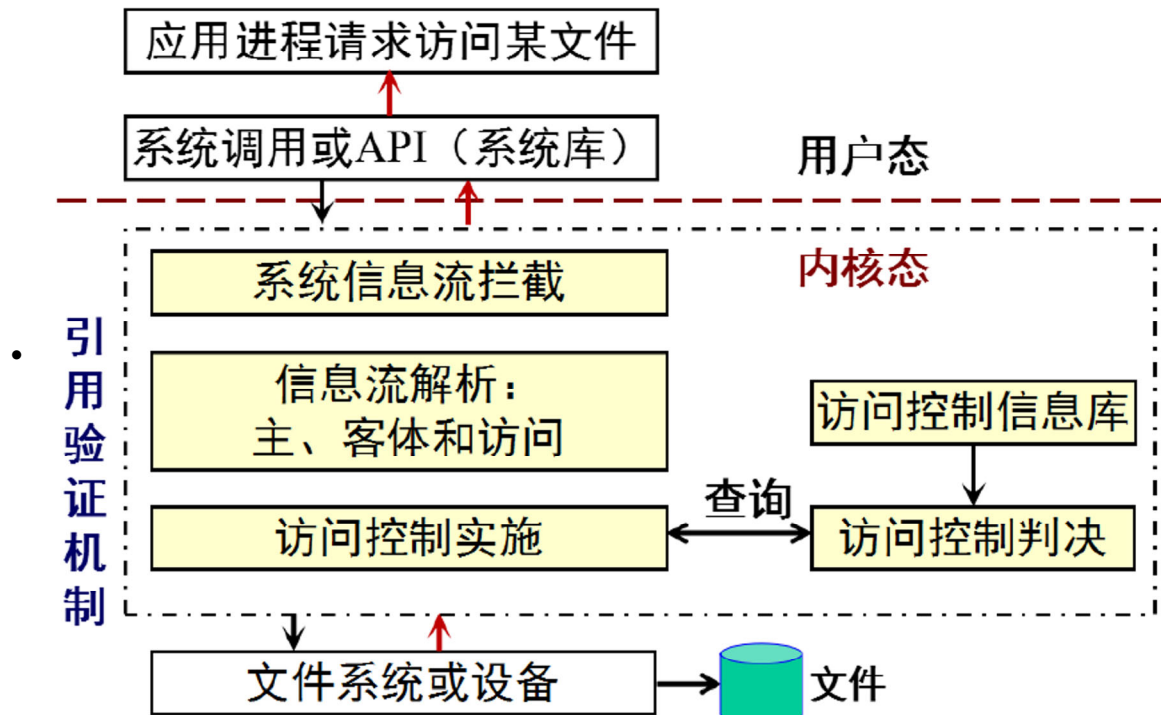 应用进程请求访问某文件
系统调用或API（系统库）
用户态
内核态
系统信息流拦截
引用验证机制
信息流解析：
主、客体和访问
访问控制信息库
查询
访问控制实施
访问控制判决
文件系统或设备
文件